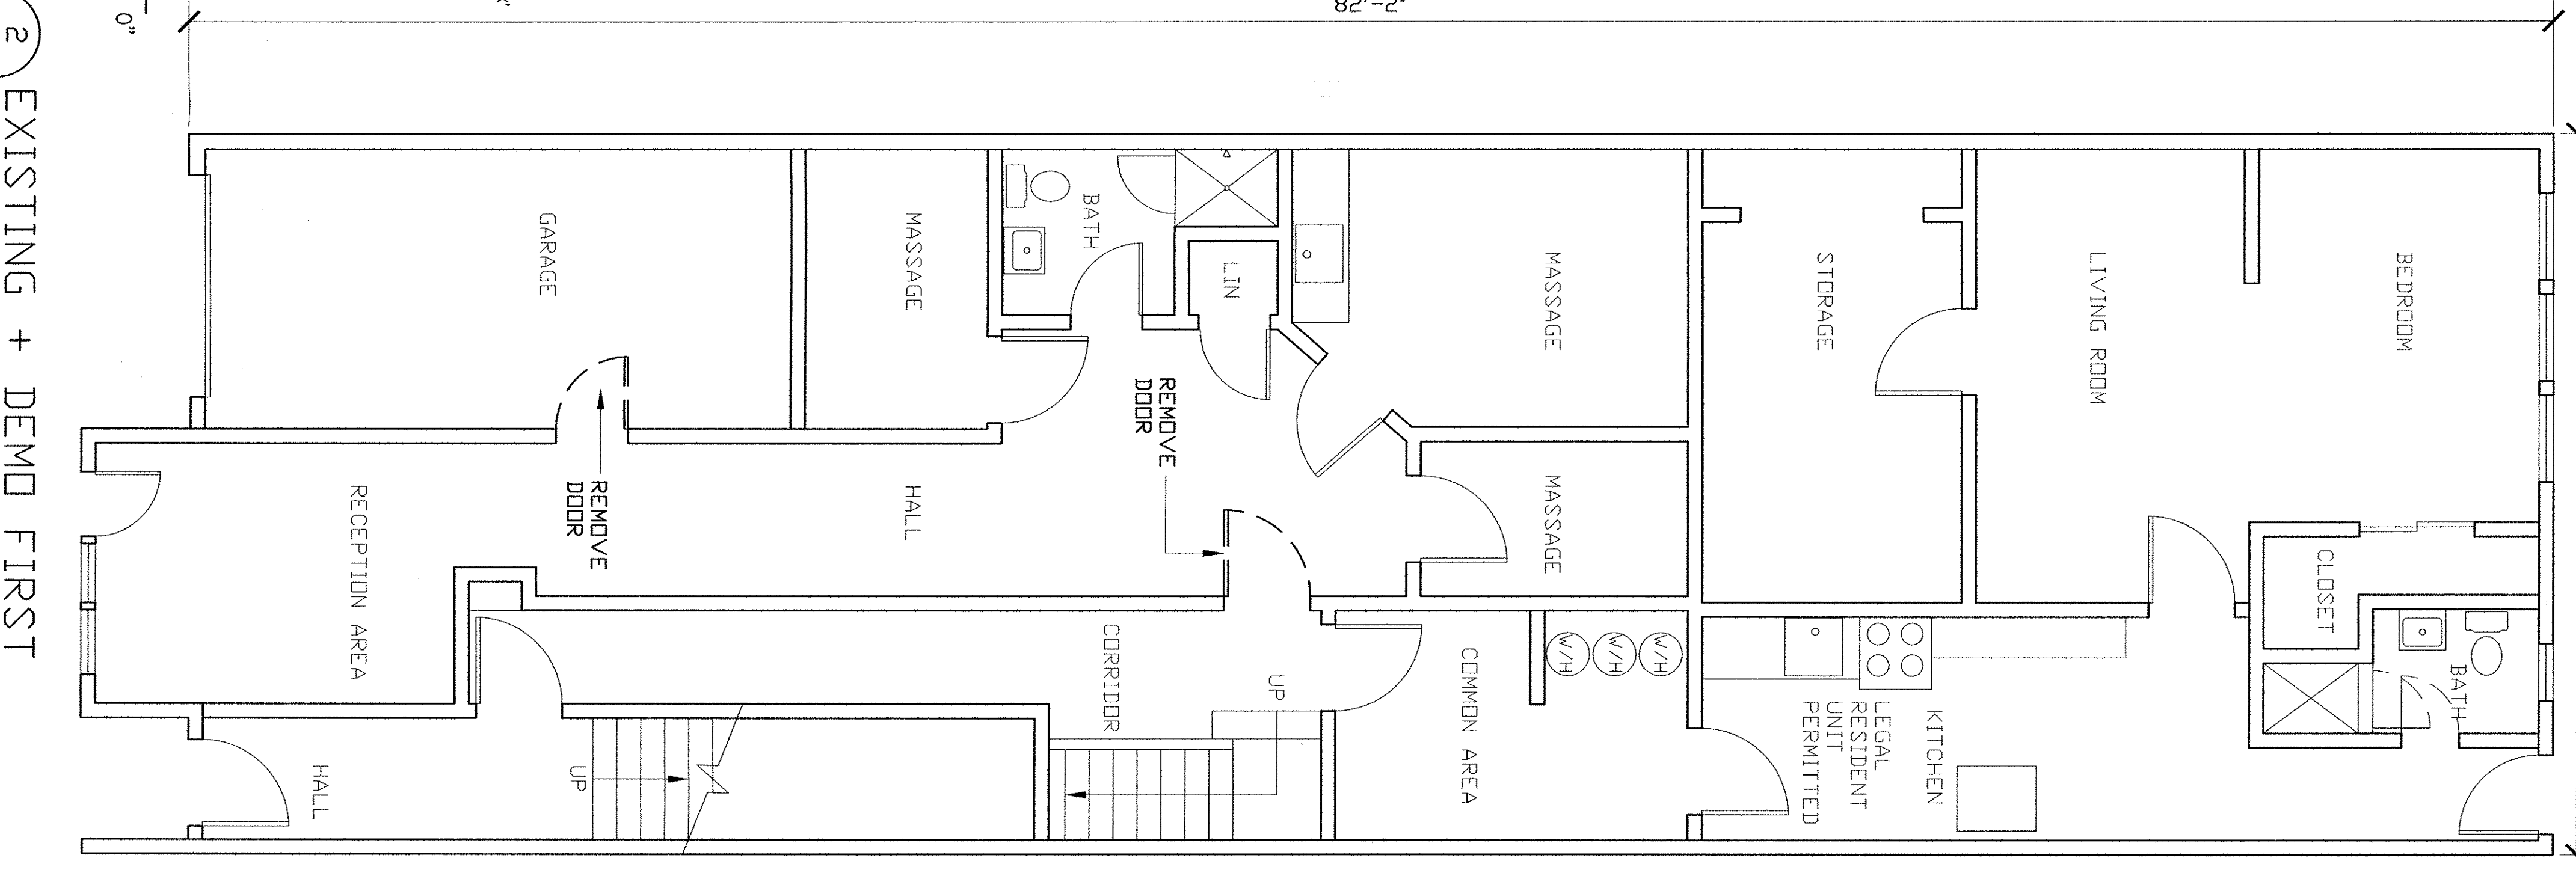 82'-2"
0"
2
EXISTING + DEMO FIRST
GARAGE
MASSAGE
BATH
LIN
MASSAGE
STORAGE
LIVING ROOM
BEDROOM
REMOVE
DOOR
REMOVE
DOOR
RECEPTION AREA
HALL
MASSAGE
CLOSET
CORRIDOR
UP
COMMON AREA
W/H
W/H
W/H
BATH
KITCHEN
LEGAL
RESIDENT
UNIT
PERMITTED
HALL
UP